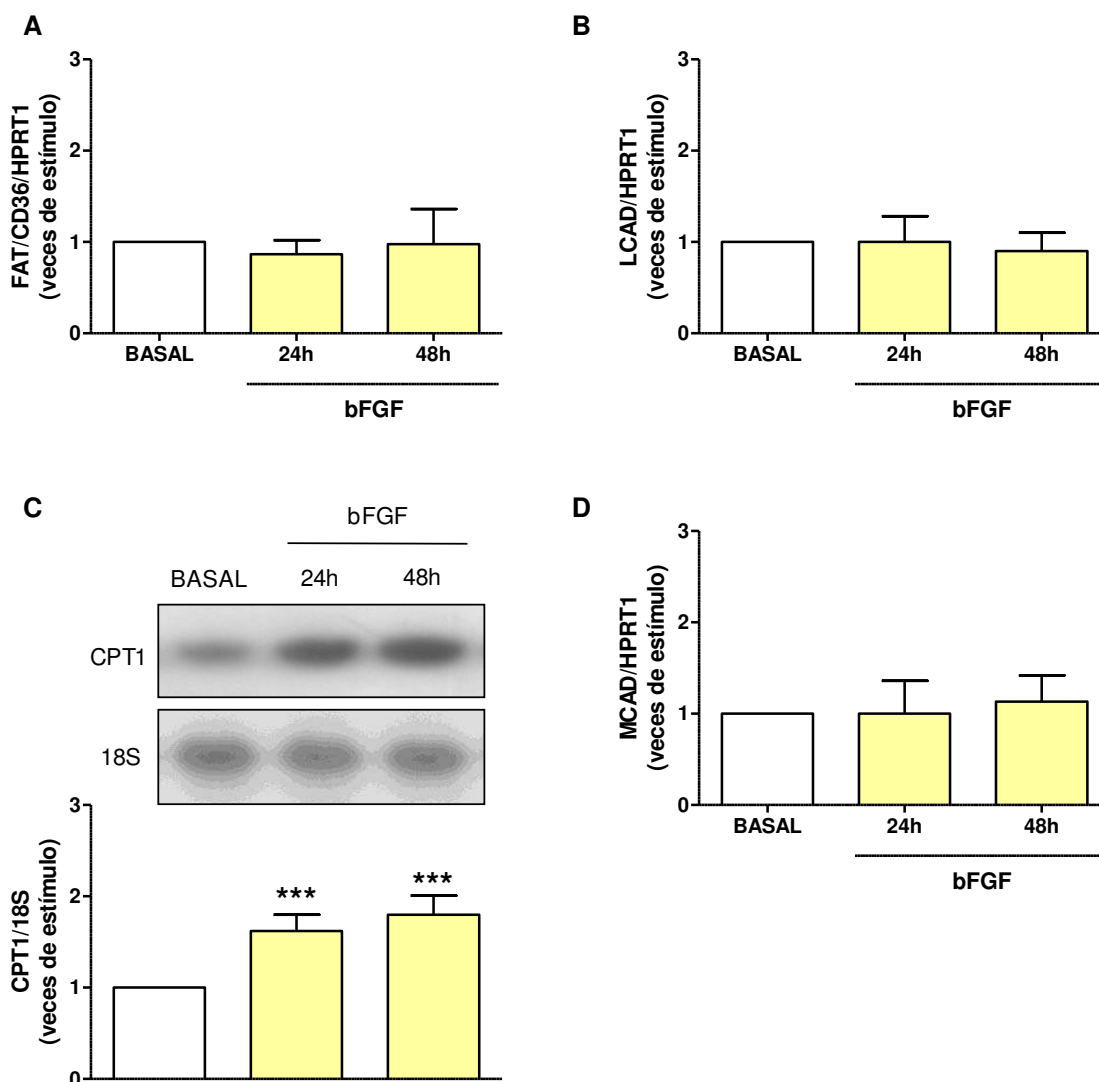 A
FAT/CD36/HPRT1
(veces de estímulo)
3
2
1
0
BASAL 24h 48h
bFGF
B
LCAD/HPRT1
(veces de estímulo)
3
2
1
0
BASAL 24h 48h
bFGF
C
bFGF
BASAL 24h 48h
CPT1
18S
CPT1/18S
(veces de estímulo)
3
2
1
0
*** ***
D
MCAD/HPRT1
(veces de estímulo)
3
2
1
0
BASAL 24h 48h
bFGF